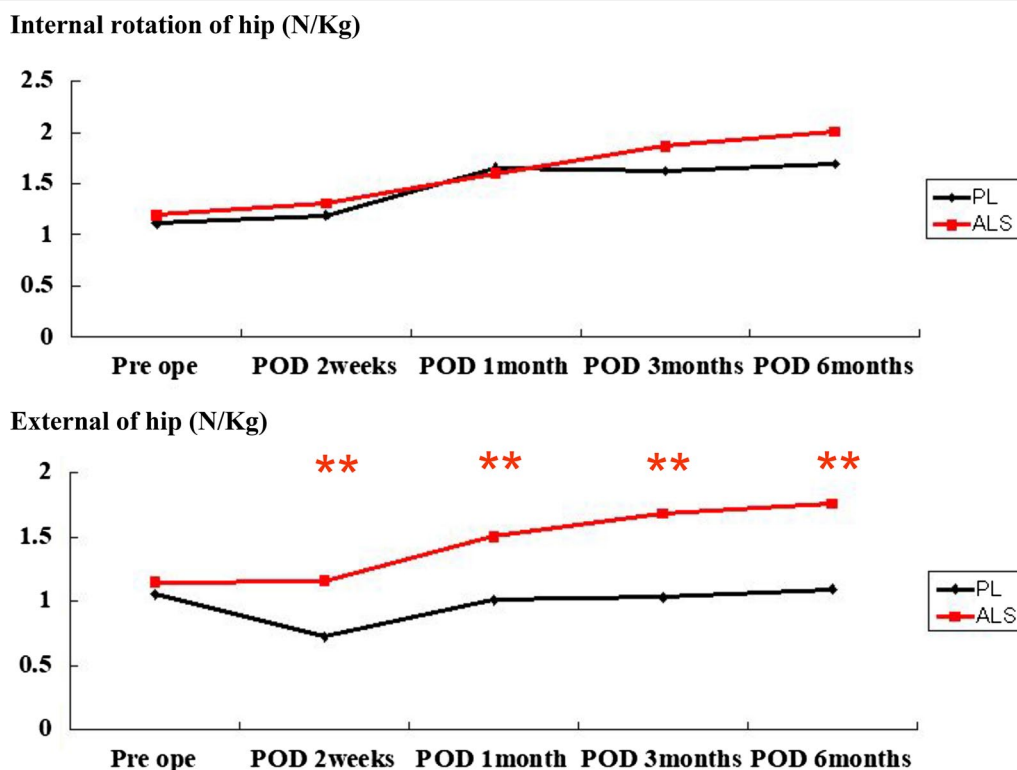 Internal rotation of hip (N/Kg)
2.5
2
1.5
1
0.5
0
PL
ALS
Pre ope POD 2weeks POD 1month POD 3months POD 6months
External of hip (N/Kg)
** ** ** **
2
1.5
1
0.5
0
PL
ALS
Pre ope POD 2weeks POD 1month POD 3months POD 6months